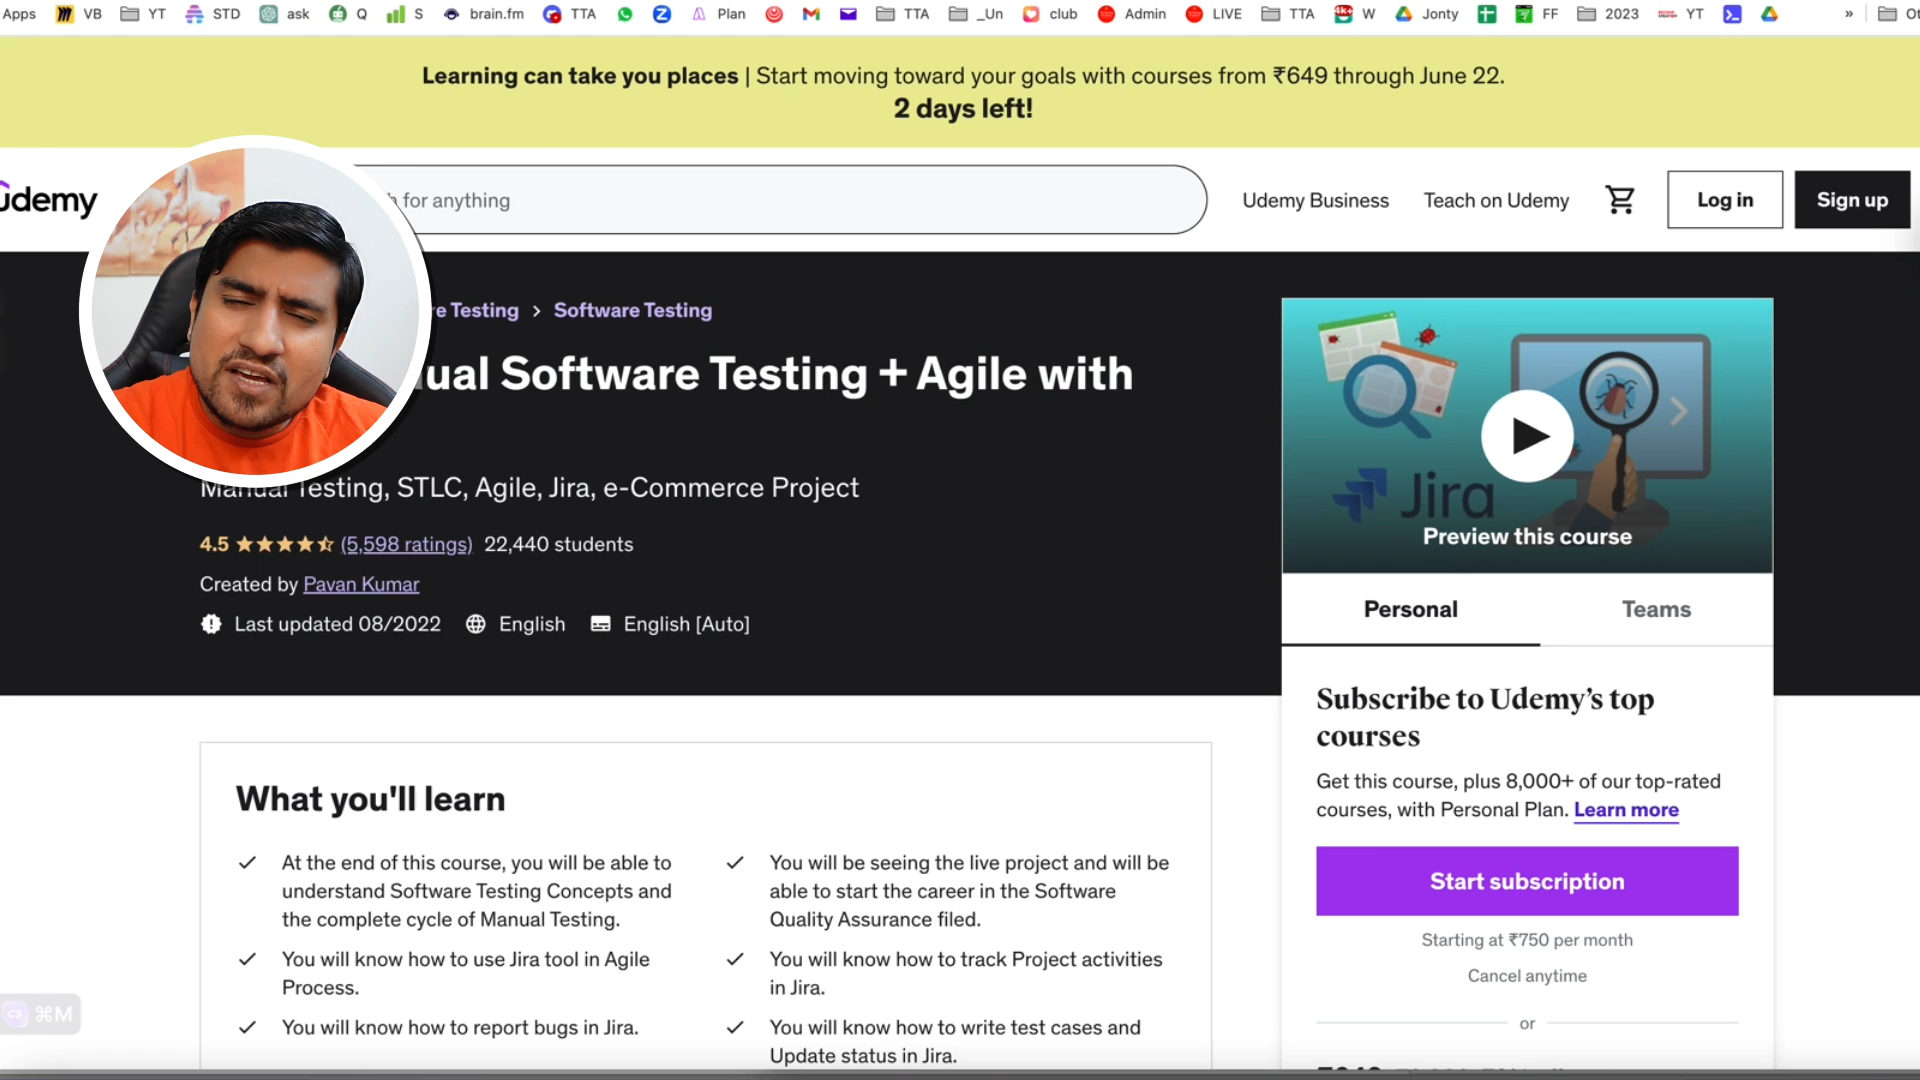 Apps VB YT STD ask Q S brain.fm TTA Plan TTA _Un club Admin LIVE TTA W Jonty FF 2023 YT » Ot
Learning can take you places | Start moving toward your goals with courses from ₹649 through June 22.
2 days left!
udemy
for anything
Udemy Business
Teach on Udemy
Log in
Sign up
re Testing > Software Testing
ual Software Testing + Agile with
Manual Testing, STLC, Agile, Jira, e-Commerce Project
4.5 (5,598 ratings) 22,440 students
Created by Pavan Kumar
Last updated 08/2022 English English [Auto]
Jira
Preview this course
Personal
Teams
Subscribe to Udemy's top
courses
Get this course, plus 8,000+ of our top-rated
courses, with Personal Plan. Learn more
Start subscription
Starting at ₹750 per month
Cancel anytime
or
What you'll learn
At the end of this course, you will be able to
understand Software Testing Concepts and
the complete cycle of Manual Testing.
You will know how to use Jira tool in Agile
Process.
You will know how to report bugs in Jira.
You will be seeing the live project and will be
able to start the career in the Software
Quality Assurance filed.
You will know how to track Project activities
in Jira.
You will know how to write test cases and
Update status in Jira.
⌘M